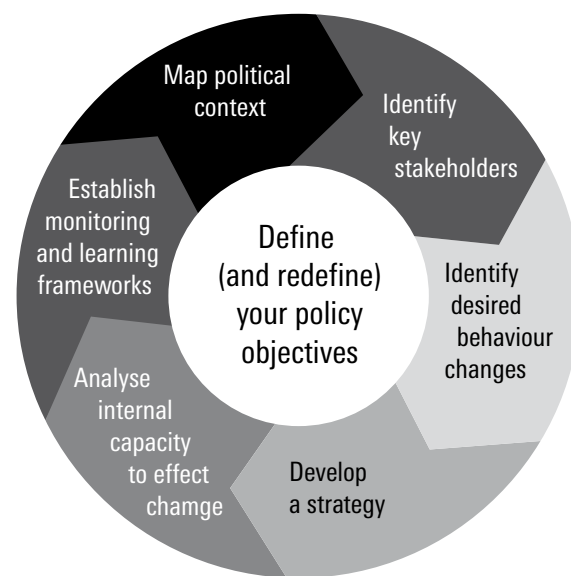 Map political
context
Identify
key
stakeholders
Identify
desired
behaviour
changes
Develop
a strategy
Analyse
internal
capacity
to effect
chamge
Establish
monitoring
and learning
frameworks
Define
(and redefine)
your policy
objectives